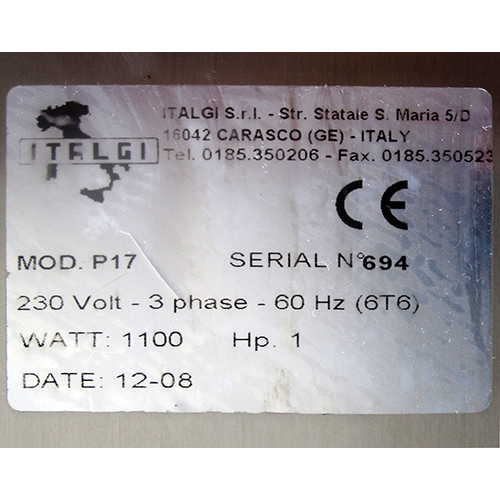 ITALGI
ITALGI S.r.l. - Str. Statale S. Maria 5/D
16042 CARASCO (GE) - ITALY
Tel. 0185.350206 - Fax. 0185.350523
CE
MOD. P17 SERIAL N° 694
230 Volt - 3 phase - 60 Hz (6T6)
WATT: 1100 Hp. 1
DATE: 12-08